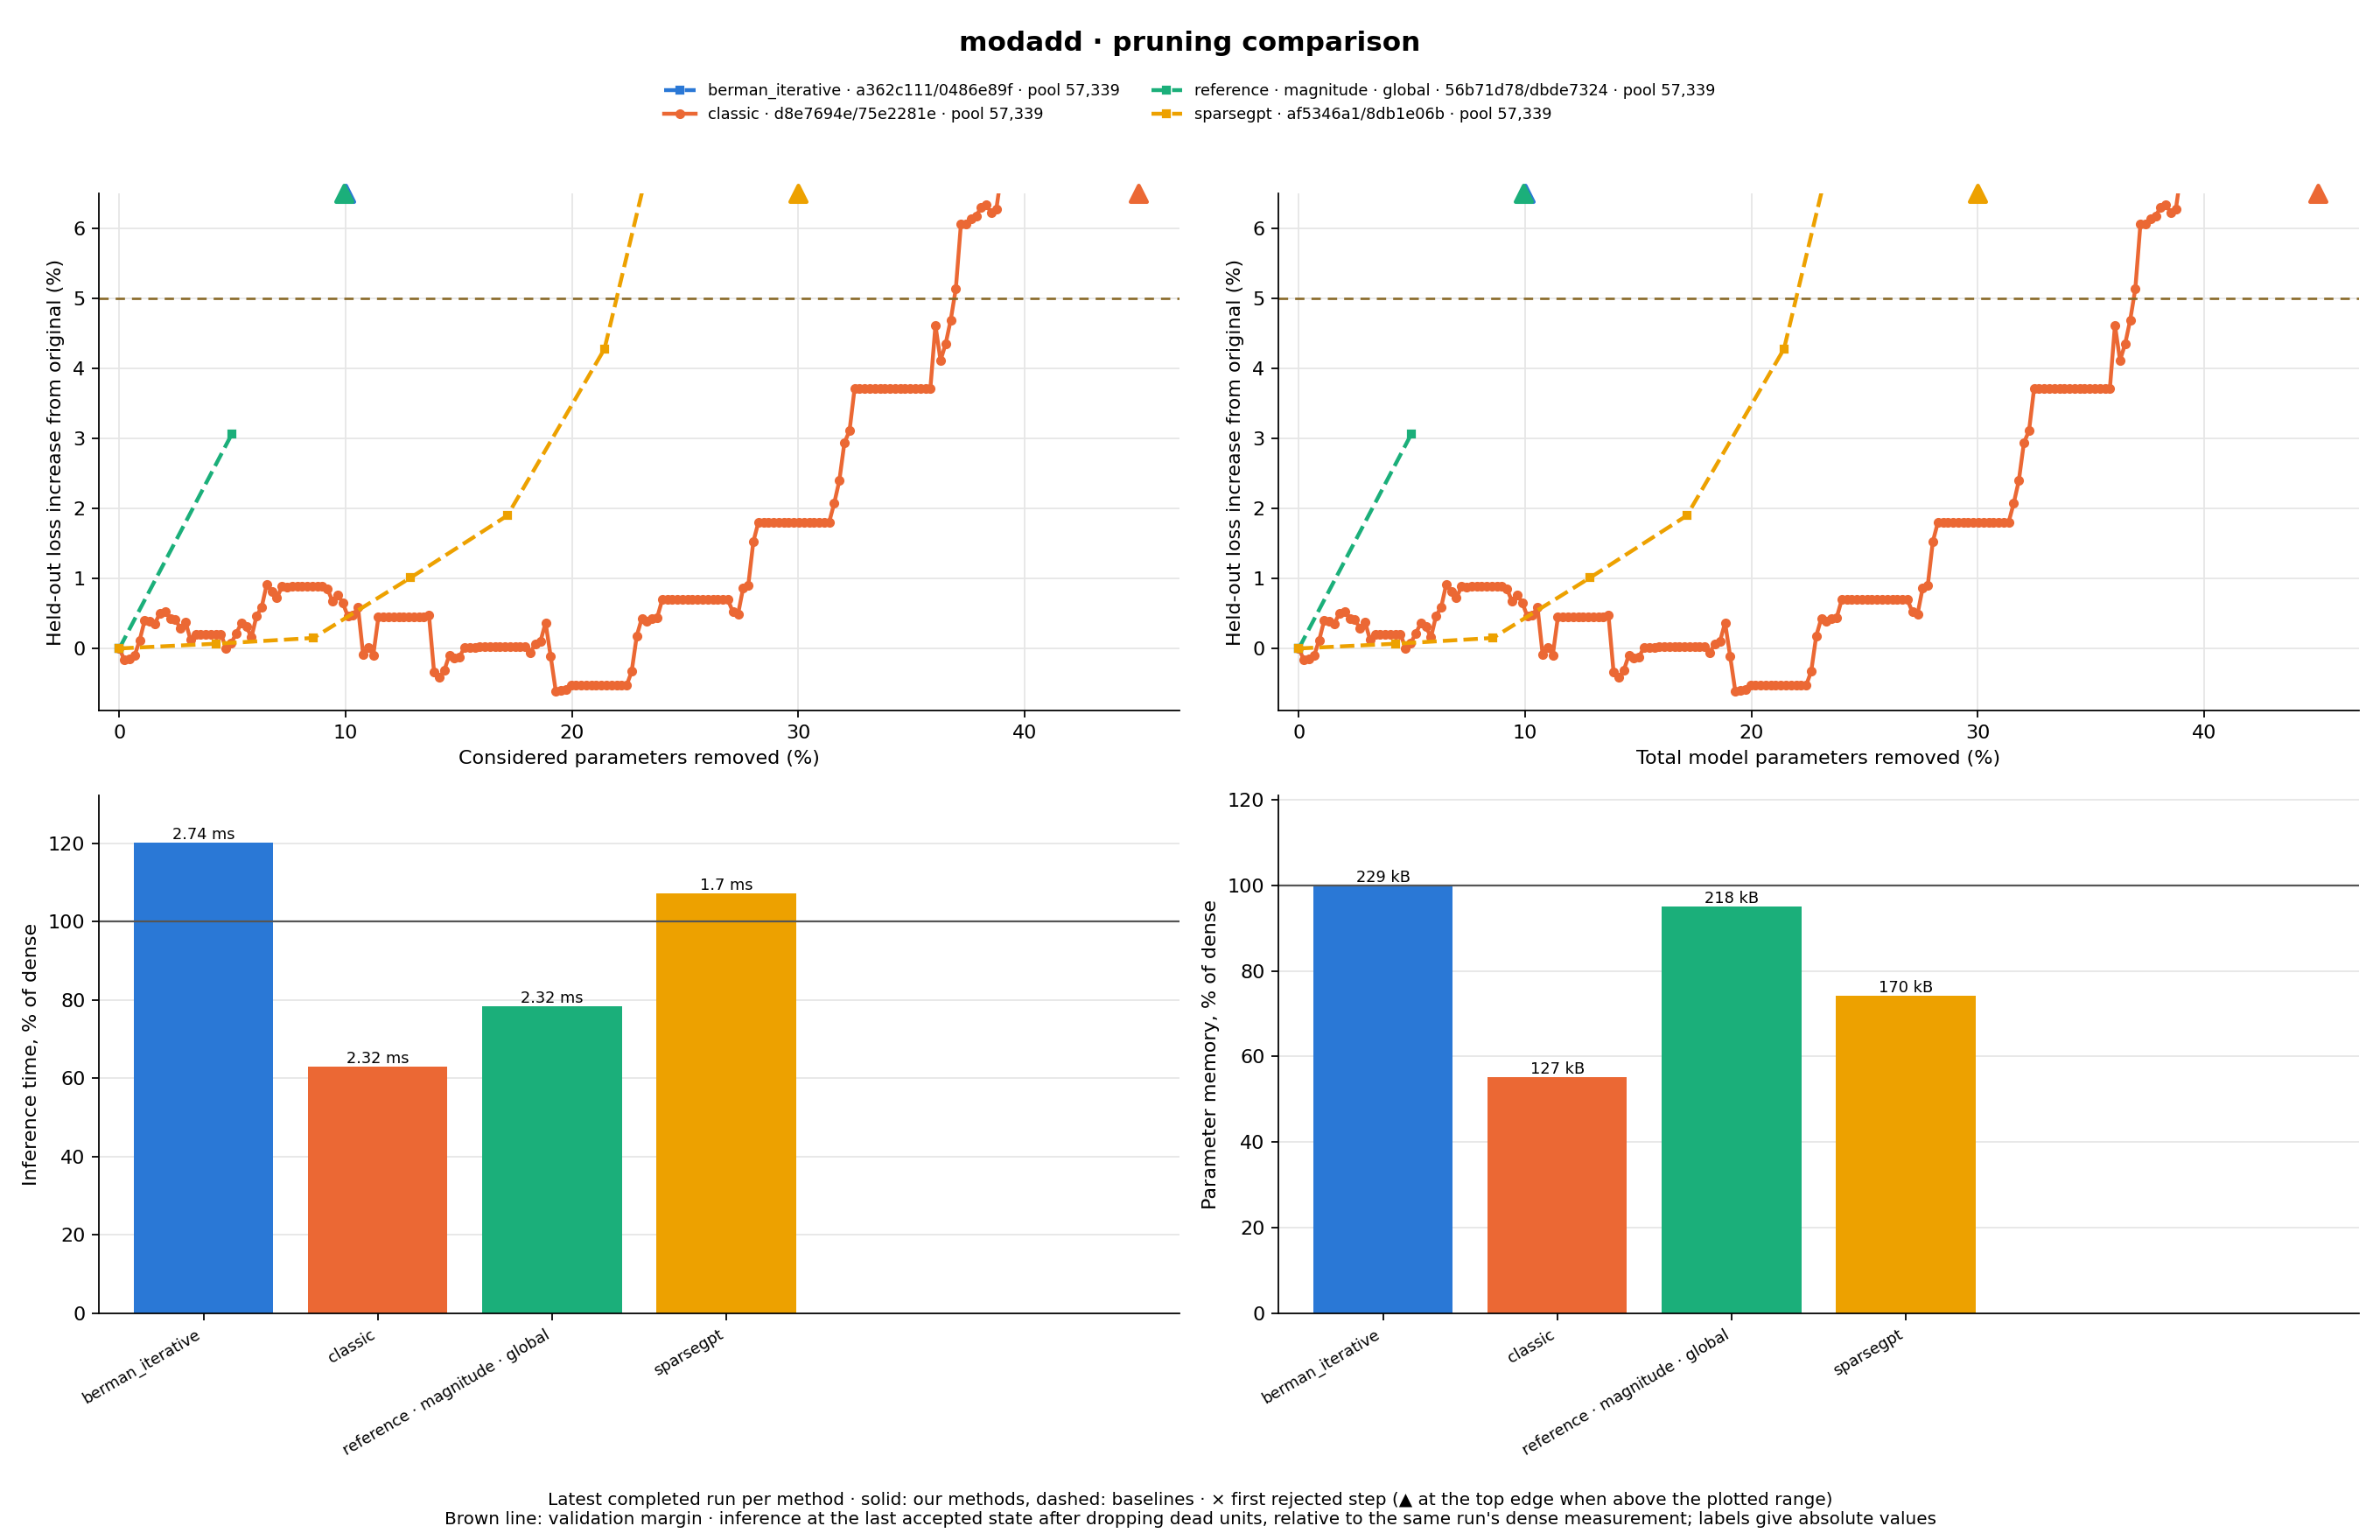 modadd · pruning comparison
berman_iterative · a362c111/0486e89f · pool 57,339
classic · d8e7694e/75e2281e · pool 57,339
reference · magnitude · global · 56b71d78/dbde7324 · pool 57,339
sparsegpt · af5346a1/8db1e06b · pool 57,339
Held-out loss increase from original (%)
6
5
4
3
2
1
0
0
10
20
30
40
Considered parameters removed (%)
Held-out loss increase from original (%)
6
5
4
3
2
1
0
0
10
20
30
40
Total model parameters removed (%)
Inference time, % of dense
120
100
80
60
40
20
0
2.74 ms
2.32 ms
2.32 ms
1.7 ms
berman_iterative
classic
reference · magnitude · global
sparsegpt
Parameter memory, % of dense
120
100
80
60
40
20
0
229 kB
127 kB
218 kB
170 kB
berman_iterative
classic
reference · magnitude · global
sparsegpt
Latest completed run per method · solid: our methods, dashed: baselines · × first rejected step (▲ at the top edge when above the plotted range)
Brown line: validation margin · inference at the last accepted state after dropping dead units, relative to the same run's dense measurement; labels give absolute values